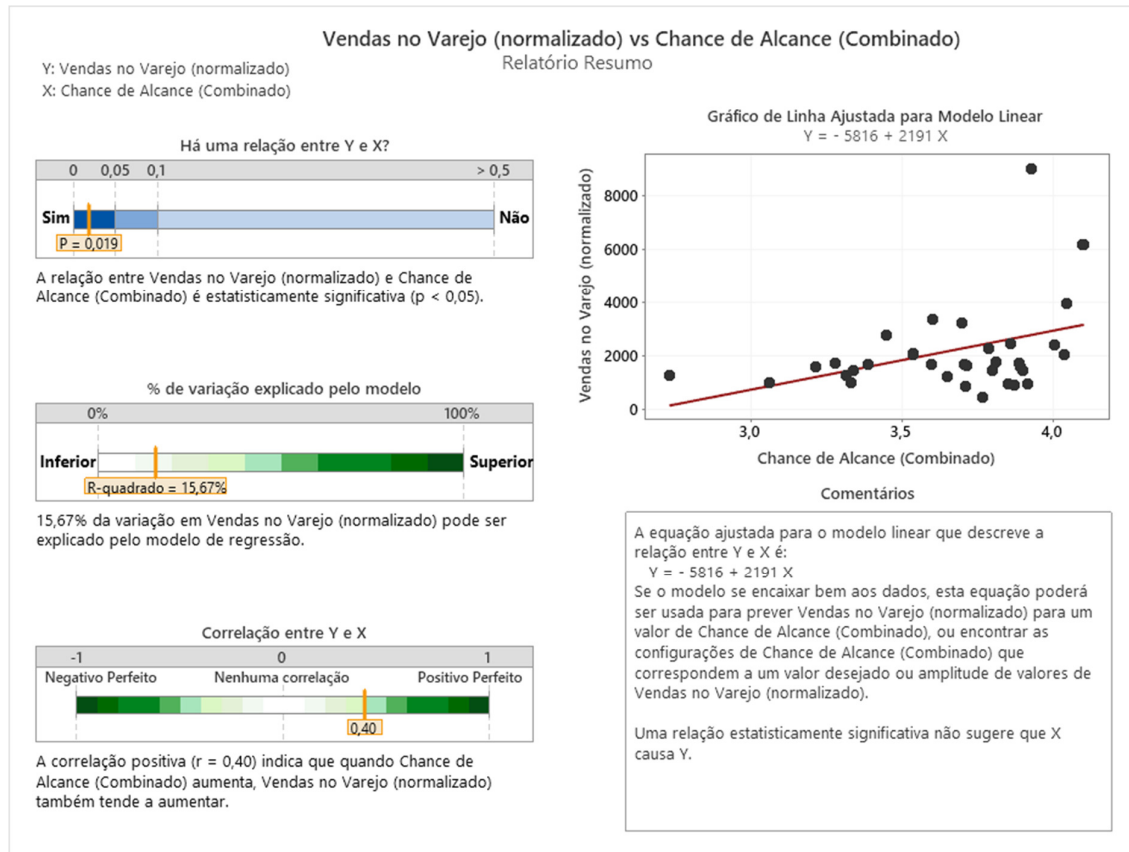 Vendas no Varejo (normalizado) vs Chance de Alcance (Combinado)
Relatório Resumo
Y: Vendas no Varejo (normalizado)
X: Chance de Alcance (Combinado)
Há uma relação entre Y e X?
0 0,05 0,1 > 0,5
Sim Não
P = 0,019
A relação entre Vendas no Varejo (normalizado) e Chance de
Alcance (Combinado) é estatisticamente significativa (p < 0,05).
% de variação explicado pelo modelo
0% 100%
Inferior Superior
R-quadrado = 15,67%
15,67% da variação em Vendas no Varejo (normalizado) pode ser
explicado pelo modelo de regressão.
Correlação entre Y e X
-1 0 1
Negativo Perfeito Nenhuma correlação Positivo Perfeito
0,40
A correlação positiva (r = 0,40) indica que quando Chance de
Alcance (Combinado) aumenta, Vendas no Varejo (normalizado)
também tende a aumentar.
Gráfico de Linha Ajustada para Modelo Linear
Y = - 5816 + 2191 X
Vendas no Varejo (normalizado)
8000
6000
4000
2000
0
3,0 3,5 4,0
Chance de Alcance (Combinado)
Comentários
A equação ajustada para o modelo linear que descreve a
relação entre Y e X é:
Y = - 5816 + 2191 X
Se o modelo se encaixar bem aos dados, esta equação poderá
ser usada para prever Vendas no Varejo (normalizado) para um
valor de Chance de Alcance (Combinado), ou encontrar as
configurações de Chance de Alcance (Combinado) que
correspondem a um valor desejado ou amplitude de valores de
Vendas no Varejo (normalizado).
Uma relação estatisticamente significativa não sugere que X
causa Y.